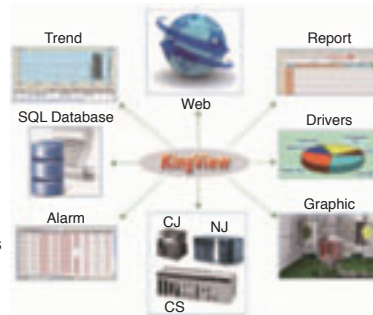 Trend
Report
Web
SQL Database
Drivers
KingView
Alarm
Graphic
CJ
NJ
CS
s